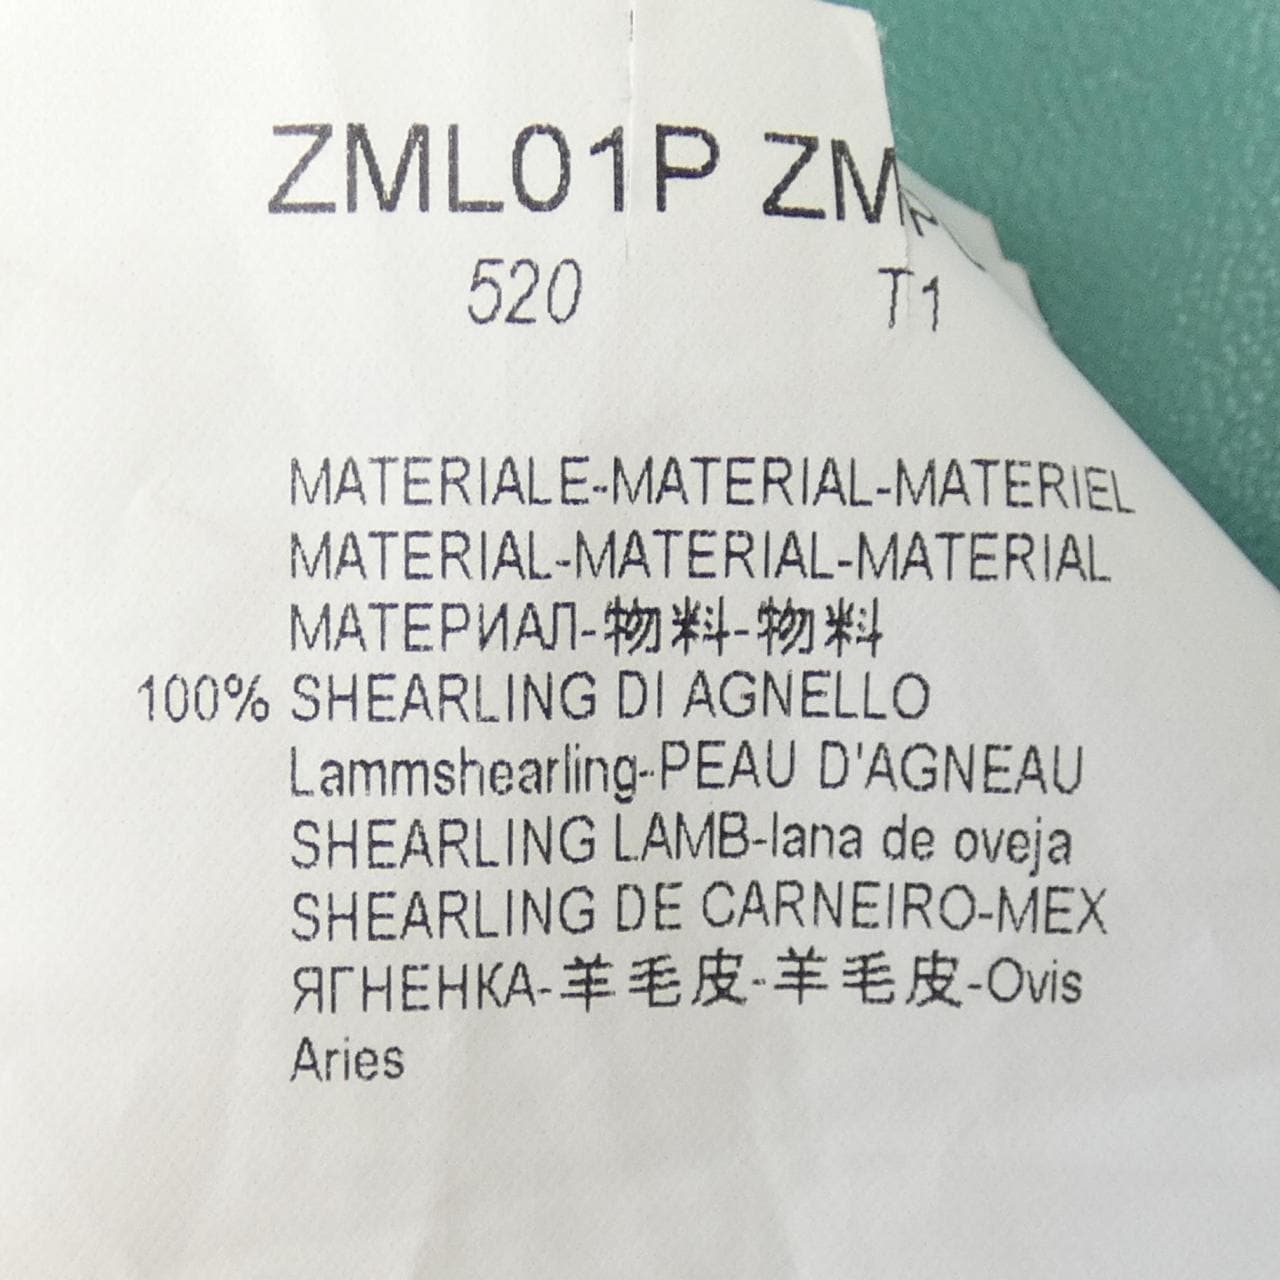 ZML01P ZM
520 T1
MATERIALE-MATERIAL-MATERIEL
MATERIAL-MATERIAL-MATERIAL
МАТЕРИАЛ-物料-物料
100% SHEARLING DI AGNELLO
Lammshearling-PEAU D'AGNEAU
SHEARLING LAMB-lana de oveja
SHEARLING DE CARNEIRO-МЕХ
ЯГНЕНКА-羊毛皮-羊毛皮-Ovis
Aries